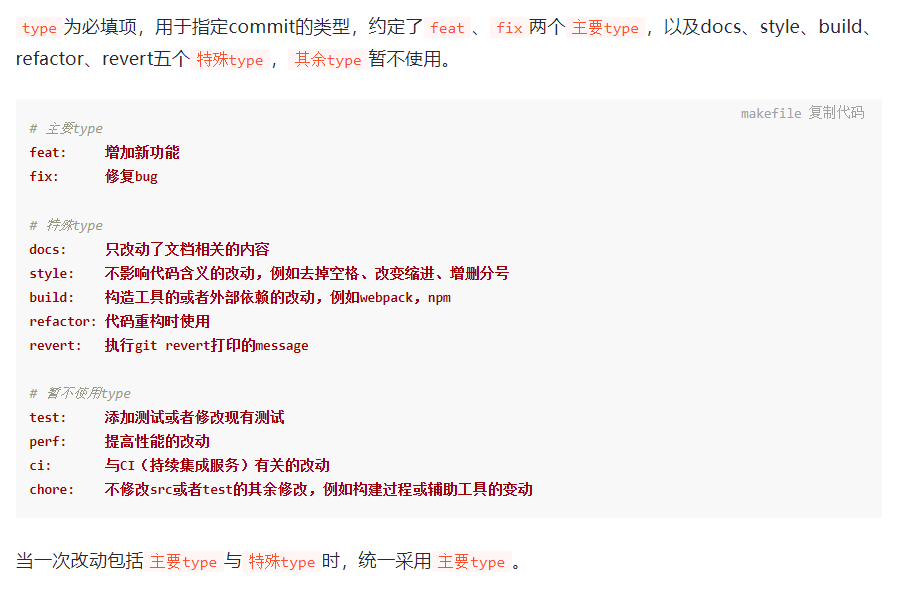 type 为必填项，用于指定commit的类型，约定了 feat 、 fix 两个 主要type ，以及docs、style、build、
refactor、revert五个 特殊type ， 其余type 暂不使用。
makefile 复制代码
# 主要type
feat:     增加新功能
fix:      修复bug
# 特殊type
docs:     只改动了文档相关的内容
style:    不影响代码含义的改动，例如去掉空格、改变缩进、增删分号
build:    构造工具的或者外部依赖的改动，例如webpack，npm
refactor: 代码重构时使用
revert:   执行git revert打印的message
# 暂不使用type
test:     添加测试或者修改现有测试
perf:     提高性能的改动
ci:       与CI（持续集成服务）有关的改动
chore:    不修改src或者test的其余修改，例如构建过程或辅助工具的变动
当一次改动包括 主要type 与 特殊type 时，统一采用 主要type 。